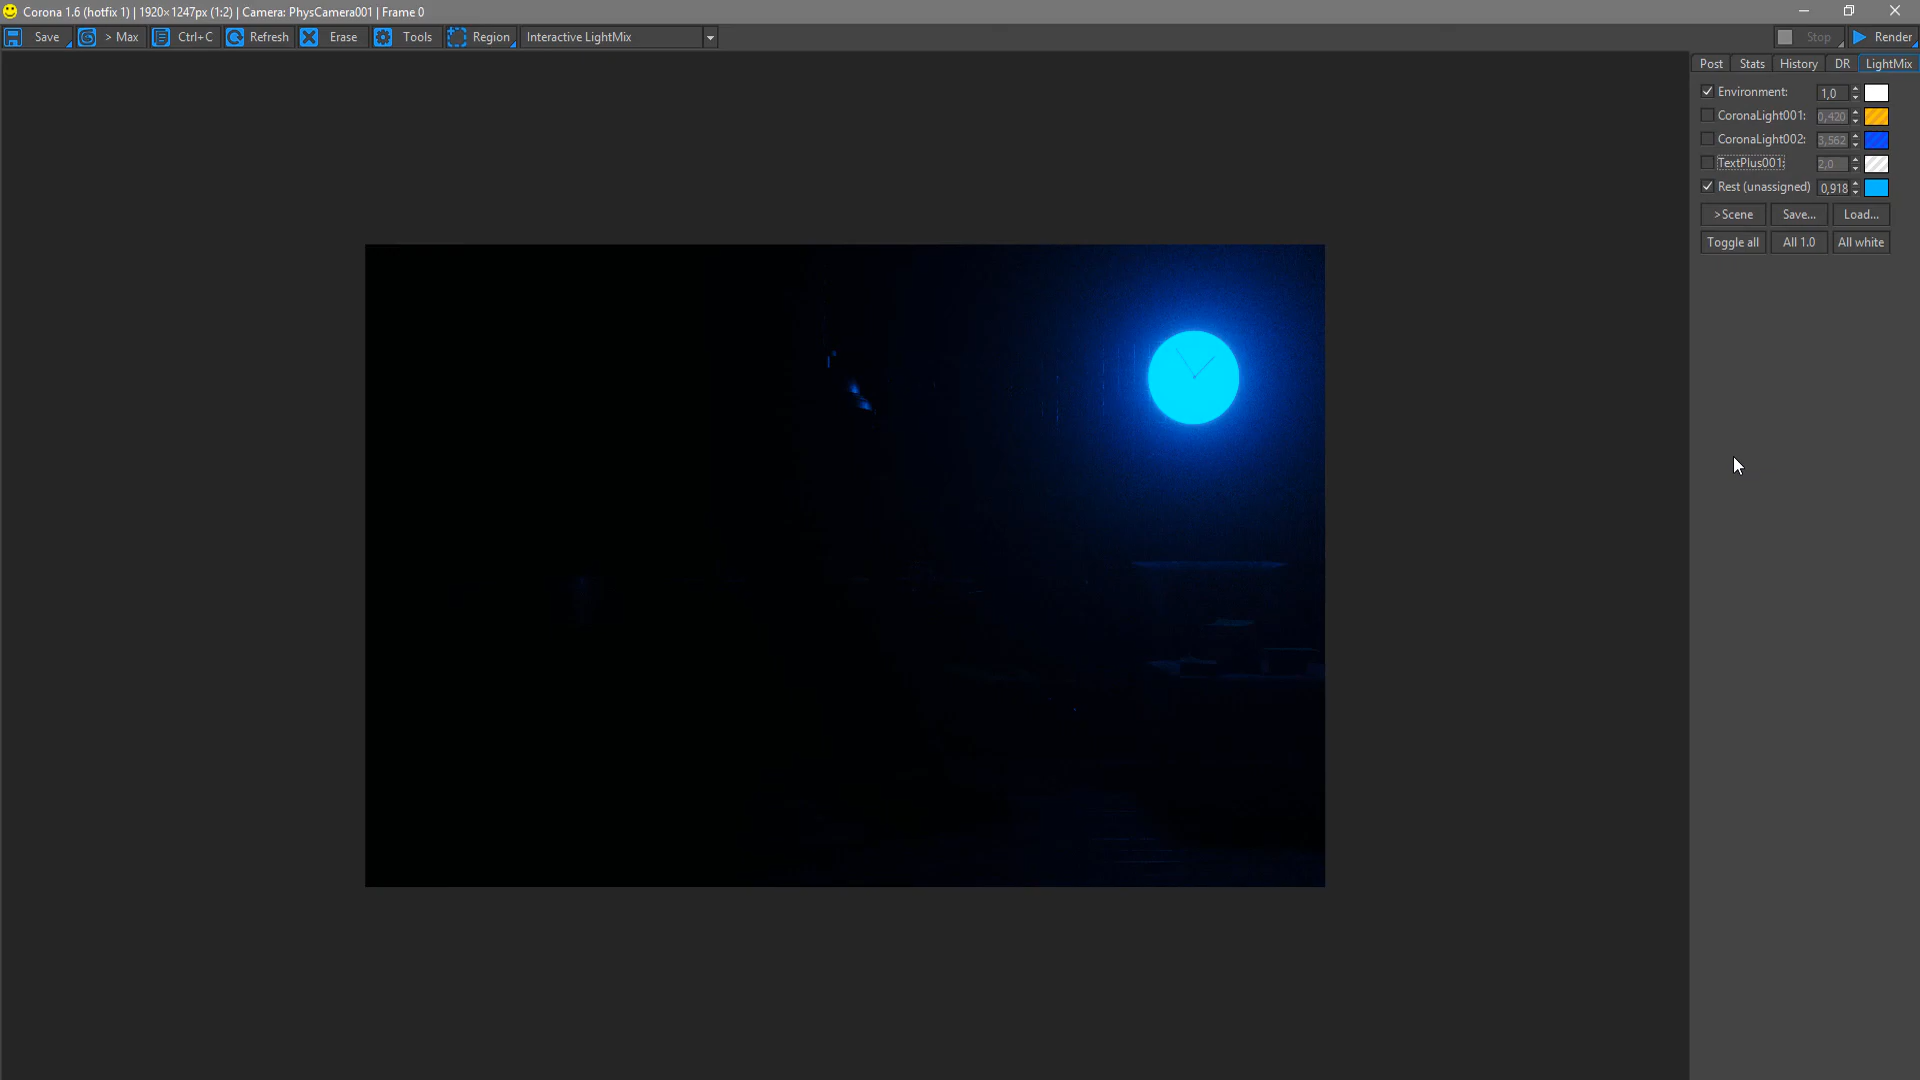 Corona 1.6 (hotfix 1) | 1920×1247px (1:2) | Camera: PhysCamera001 | Frame 0
Save > Max Ctrl+C Refresh Erase Tools Region Interactive LightMix Stop Render
Post Stats History DR LightMix
Environment: 1,0
CoronaLight001: 0,420
CoronaLight002: 3,562
TextPlus001: 2,0
Rest (unassigned) 0,918
>Scene Save... Load...
Toggle all All 1.0 All white